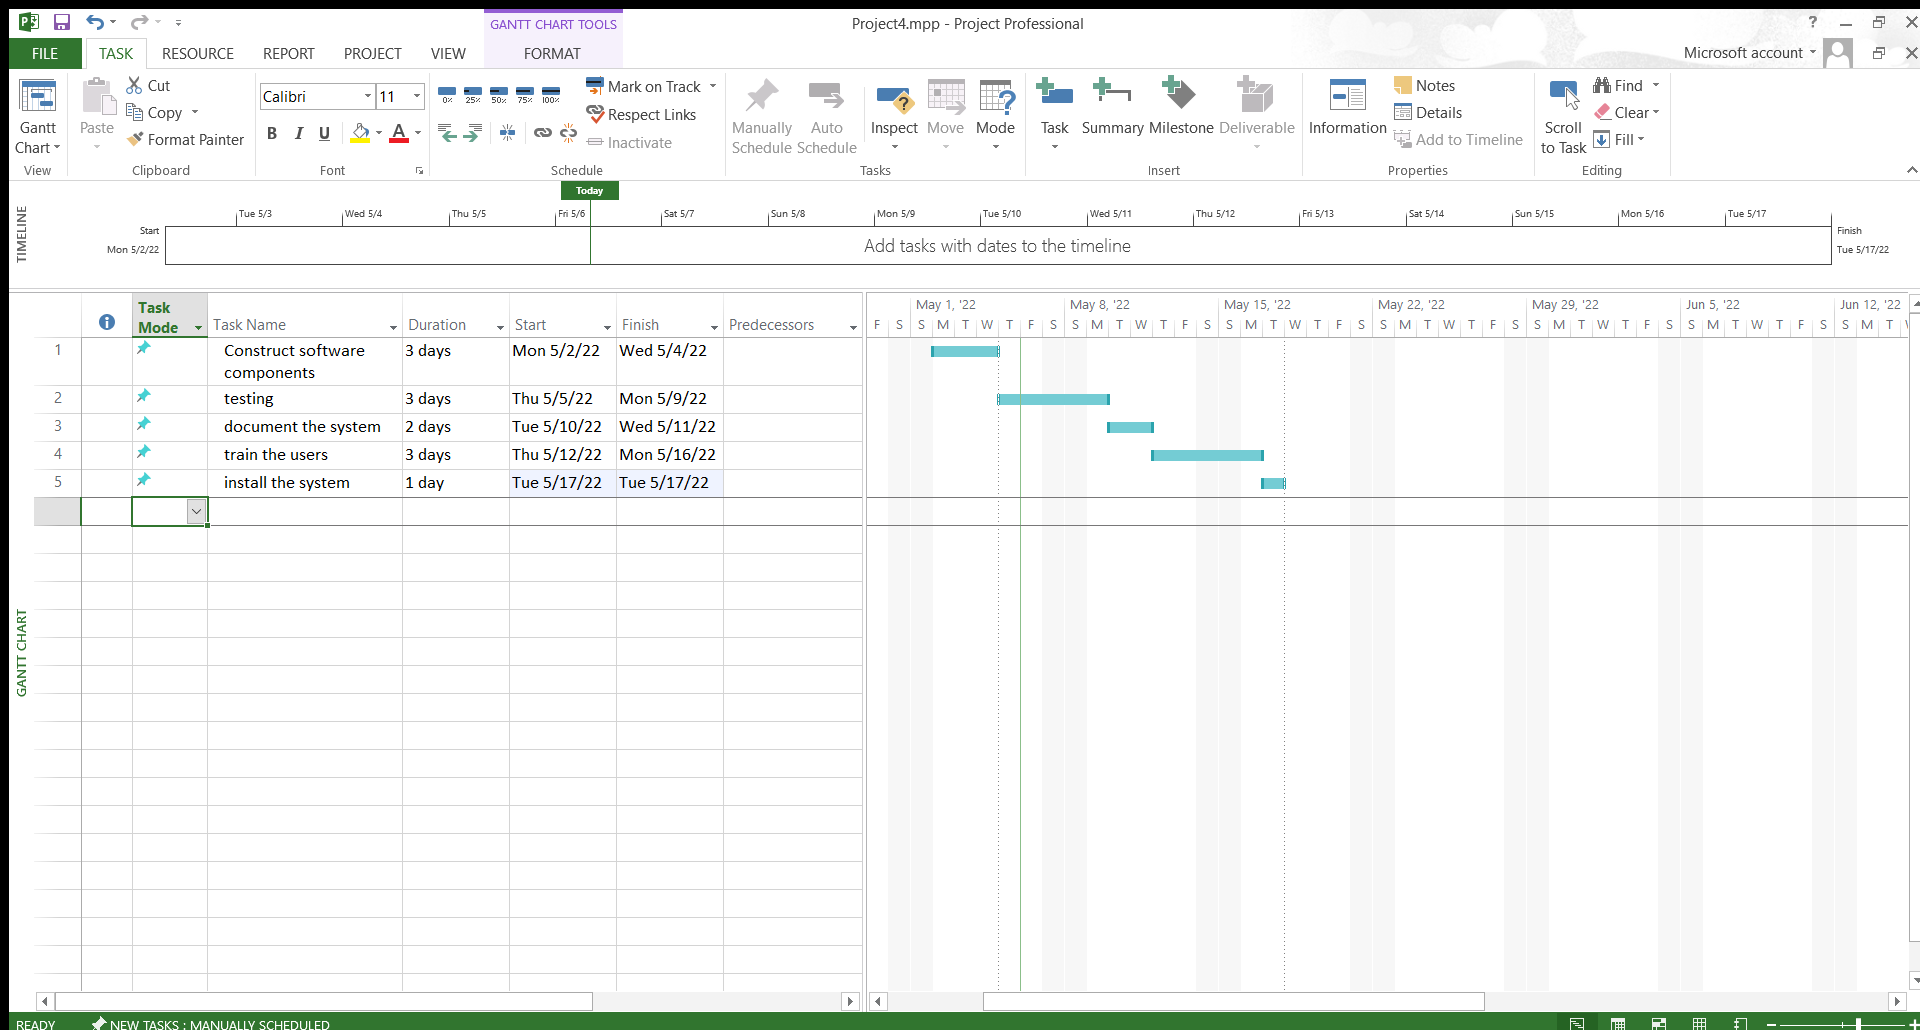 GANTT CHART TOOLS
Project4.mpp - Project Professional
?
FILE TASK RESOURCE REPORT PROJECT VIEW FORMAT
Microsoft account
Gantt Chart
View
Paste
Cut
Copy
Format Painter
Clipboard
Calibri 11
B I U A
Font
0% 25% 50% 75% 100%
Mark on Track
Respect Links
Inactivate
Schedule
Manually Schedule
Auto Schedule
Inspect
Move
Mode
Tasks
Task
Summary
Milestone
Deliverable
Insert
Information
Notes
Details
Add to Timeline
Properties
Scroll to Task
Find
Clear
Fill
Editing
TIMELINE
Today
Tue 5/3 Wed 5/4 Thu 5/5 Fri 5/6 Sat 5/7 Sun 5/8 Mon 5/9 Tue 5/10 Wed 5/11 Thu 5/12 Fri 5/13 Sat 5/14 Sun 5/15 Mon 5/16 Tue 5/17
Start
Mon 5/2/22
Add tasks with dates to the timeline
Finish
Tue 5/17/22
GANTT CHART
Task Mode Task Name Duration Start Finish Predecessors
1 Construct software components 3 days Mon 5/2/22 Wed 5/4/22
2 testing 3 days Thu 5/5/22 Mon 5/9/22
3 document the system 2 days Tue 5/10/22 Wed 5/11/22
4 train the users 3 days Thu 5/12/22 Mon 5/16/22
5 install the system 1 day Tue 5/17/22 Tue 5/17/22
May 1, '22 May 8, '22 May 15, '22 May 22, '22 May 29, '22 Jun 5, '22 Jun 12, '22
F S S M T W T F S S M T W T F S S M T W T F S S M T W T F S S M T W T F S S M T W T F S S M T
READY NEW TASKS : MANUALLY SCHEDULED